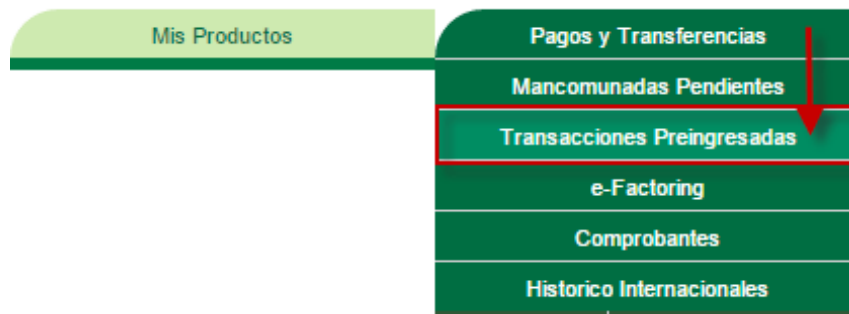 Mis Productos
Pagos y Transferencias
Mancomunadas Pendientes
Transacciones Preingresadas
e-Factoring
Comprobantes
Historico Internacionales